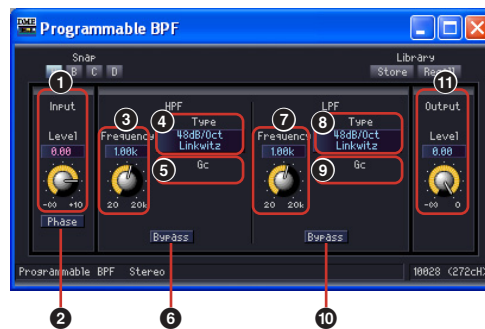 DME
Programmable BPF
Snap
B C D
Library
Store Recall
1
Input
Level
0.00
-∞ +10
Phase
2
HPF
3
Frequency
1.00k
20 20k
4
Type
48dB/Oct
Linkwitz
5
Gc
Bypass
6
LPF
7
Frequency
1.00k
20 20k
8
Type
48dB/Oct
Linkwitz
9
Gc
Bypass
10
11
Output
Level
0.00
-∞ 0
Programmable BPF Stereo
10028 (272cH)